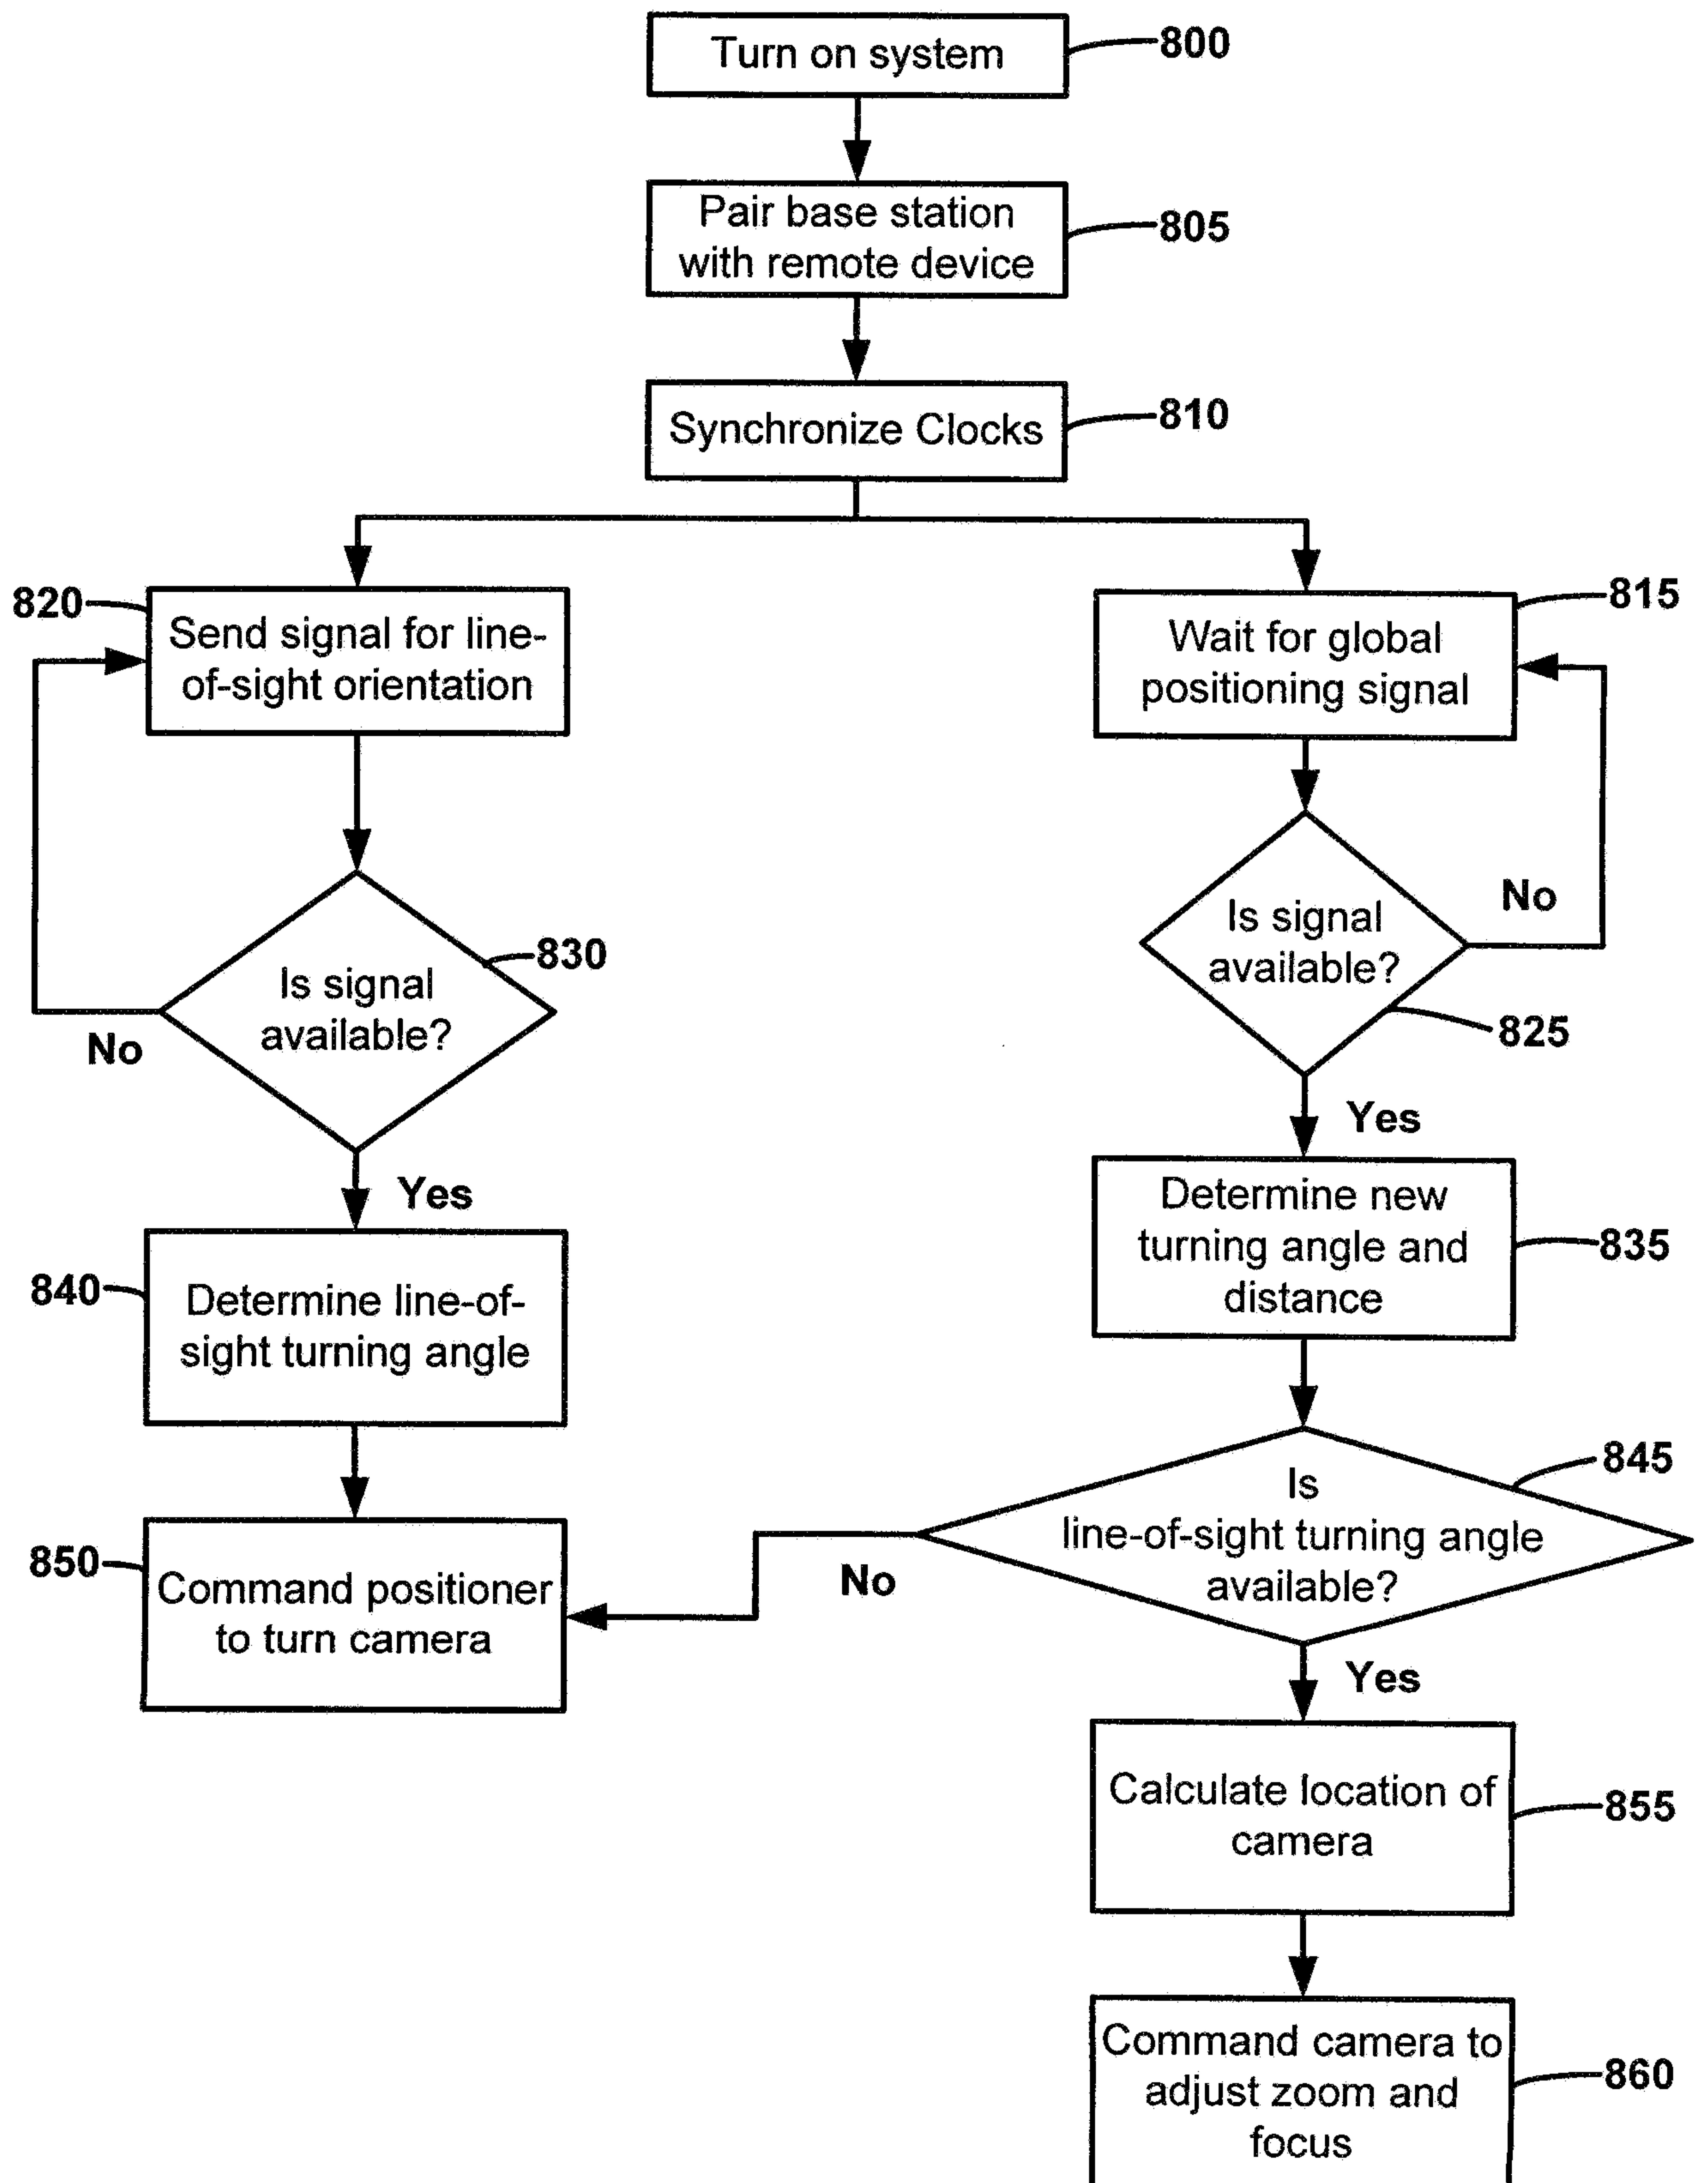 Turn on system
800
Pair base station
with remote device
805
Synchronize Clocks
810
820
Send signal for line-
of-sight orientation
815
Wait for global
positioning signal
830
Is signal
available?
No
Is signal
available?
No
825
Yes
Yes
840
Determine line-of-
sight turning angle
Determine new
turning angle and
distance
835
845
Is
line-of-sight turning angle
available?
No
850
Command positioner
to turn camera
Yes
Calculate location of
camera
855
Command camera to
adjust zoom and
focus
860